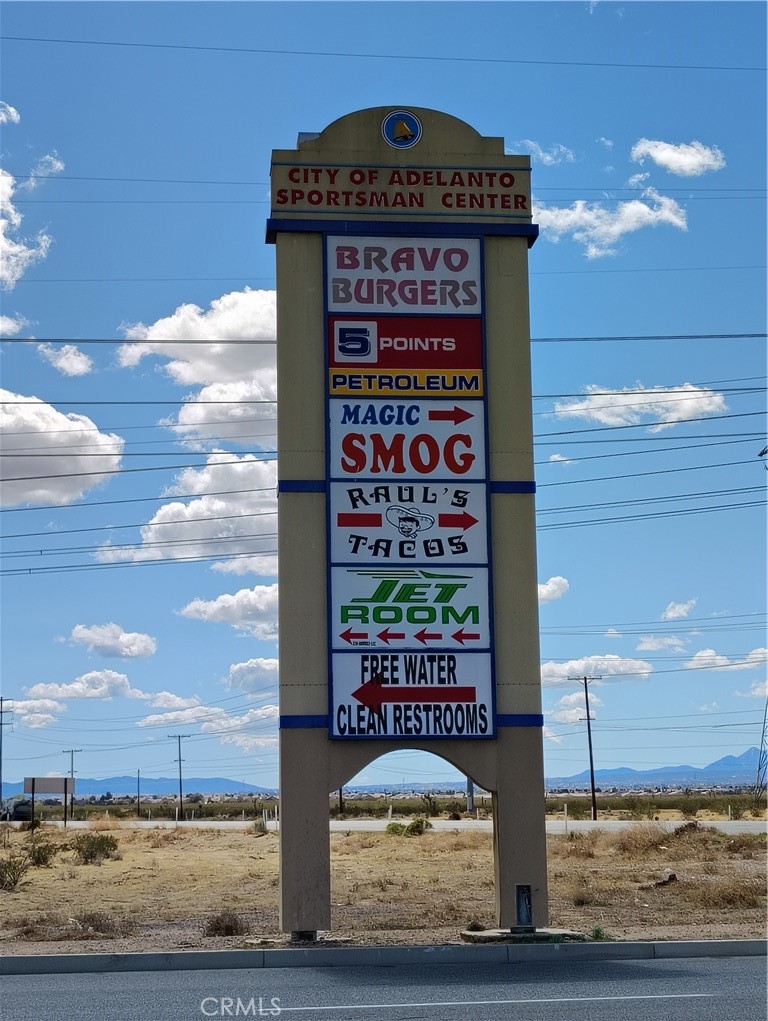 CITY OF ADELANTO
SPORTSMAN CENTER
BRAVO
BURGERS
5 POINTS
PETROLEUM
MAGIC
SMOG
RAUL'S
TACOS
JET
ROOM
FREE WATER
CLEAN RESTROOMS
CRMLS